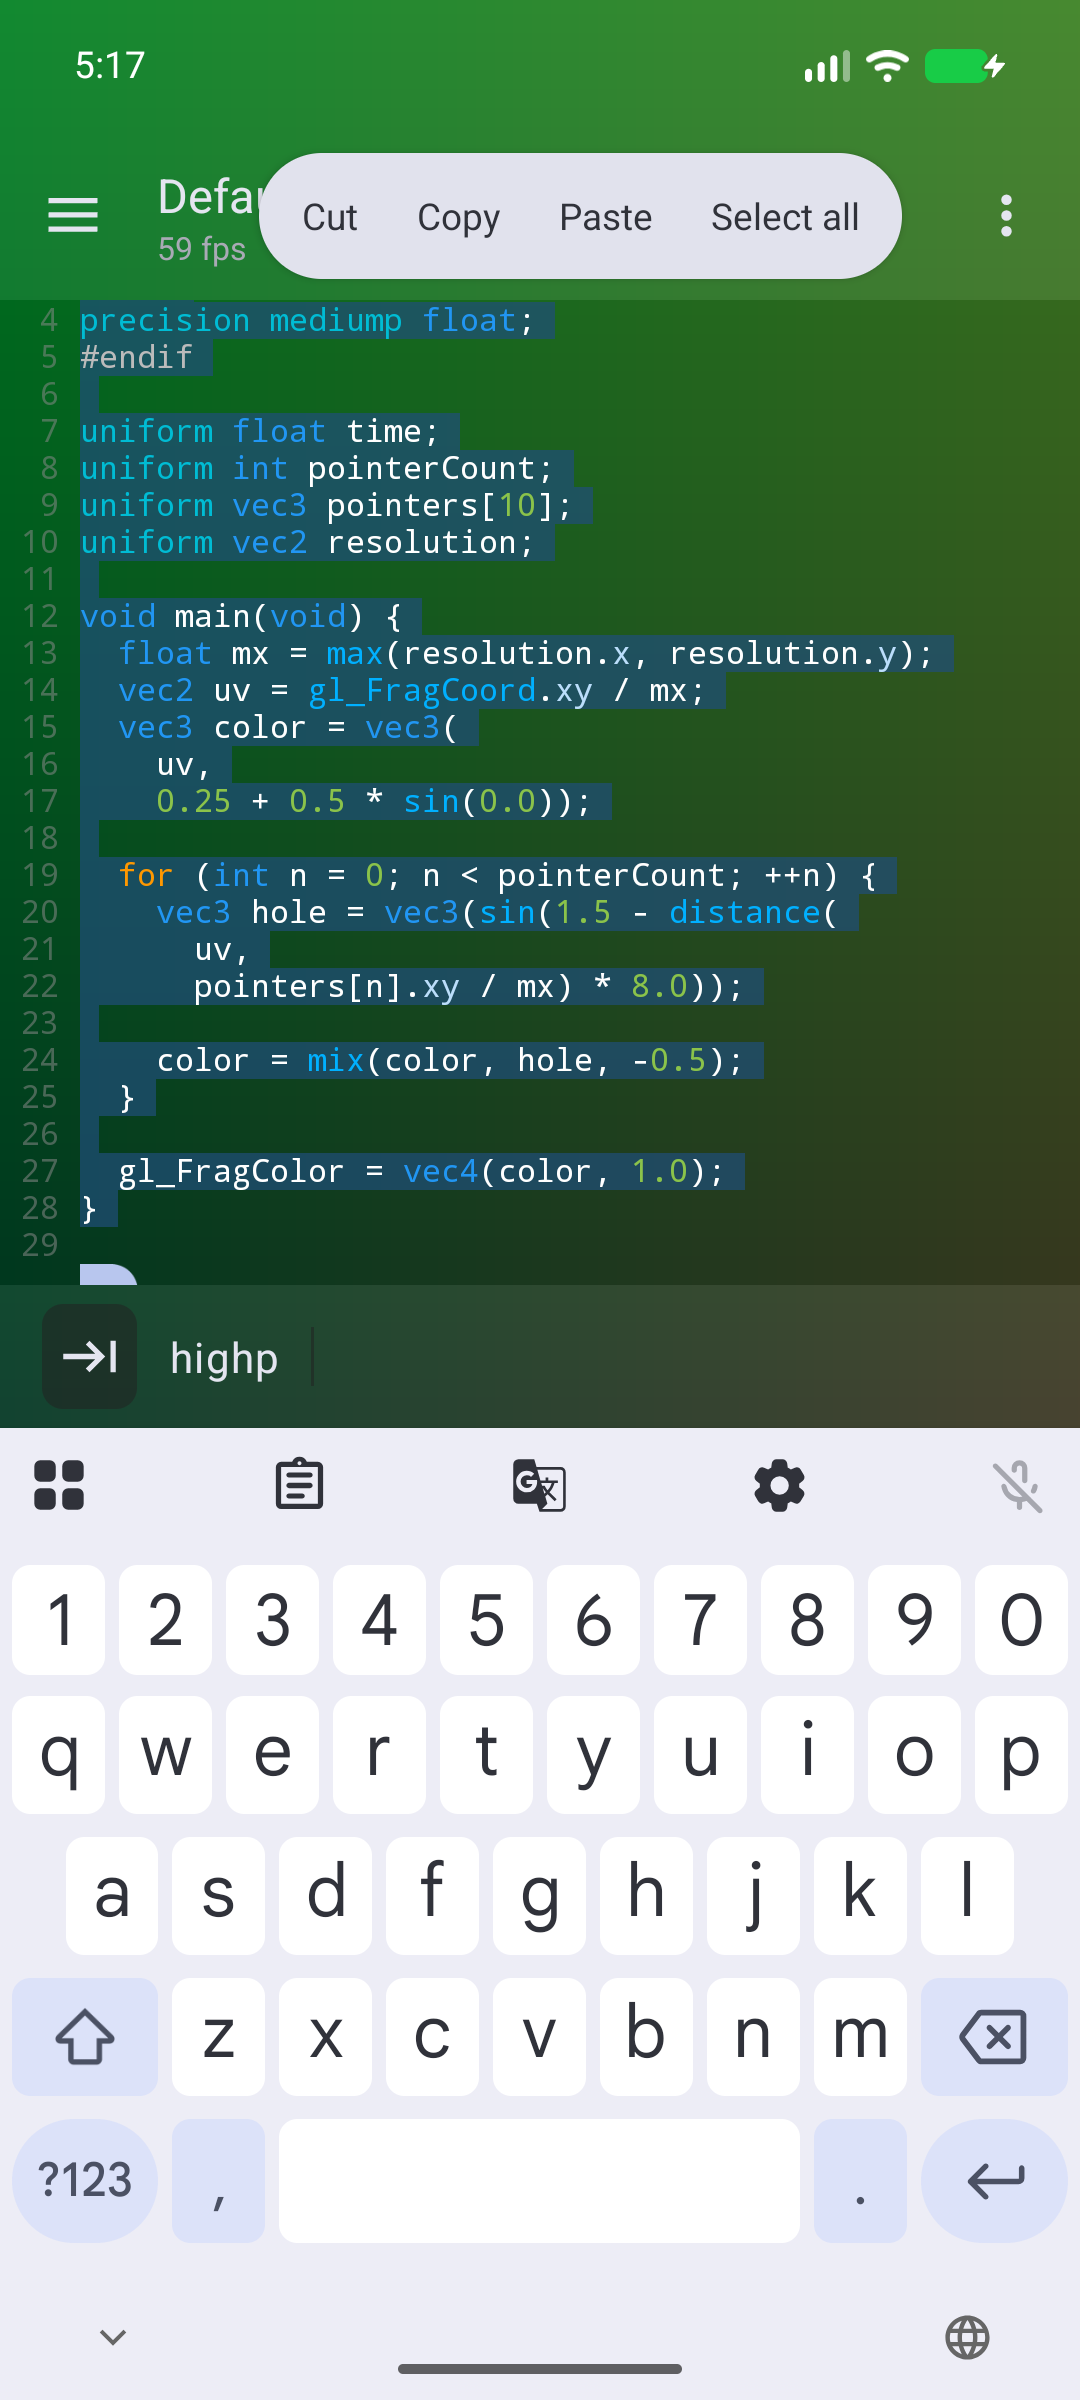 5:17
Defau
59 fps
Cut Copy Paste Select all
4 precision mediump float;
5 #endif
6
7 uniform float time;
8 uniform int pointerCount;
9 uniform vec3 pointers[10];
10 uniform vec2 resolution;
11
12 void main(void) {
13   float mx = max(resolution.x, resolution.y);
14   vec2 uv = gl_FragCoord.xy / mx;
15   vec3 color = vec3(
16     uv,
17     0.25 + 0.5 * sin(0.0));
18
19   for (int n = 0; n < pointerCount; ++n) {
20     vec3 hole = vec3(sin(1.5 - distance(
21       uv,
22       pointers[n].xy / mx) * 8.0));
23
24     color = mix(color, hole, -0.5);
25   }
26
27   gl_FragColor = vec4(color, 1.0);
28 }
29
highp
1 2 3 4 5 6 7 8 9 0
q w e r t y u i o p
a s d f g h j k l
z x c v b n m
?123 , .